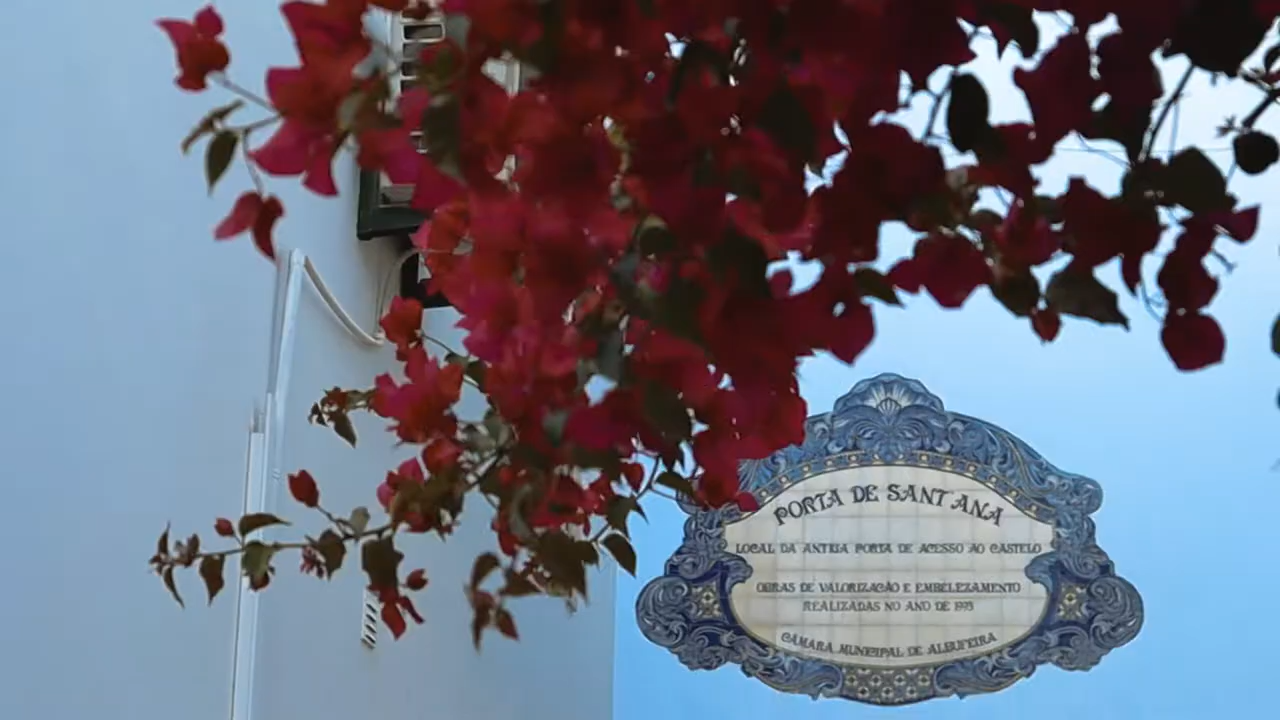 PORTA DE SANT'ANA
LOCAL DA ANTIGA PORTA DE ACESSO AO CASTELO
OBRAS DE VALORIZAÇÃO E EMBELEZAMENTO
REALIZADAS NO ANO DE 1993
CÂMARA MUNICIPAL DE ALBUFEIRA